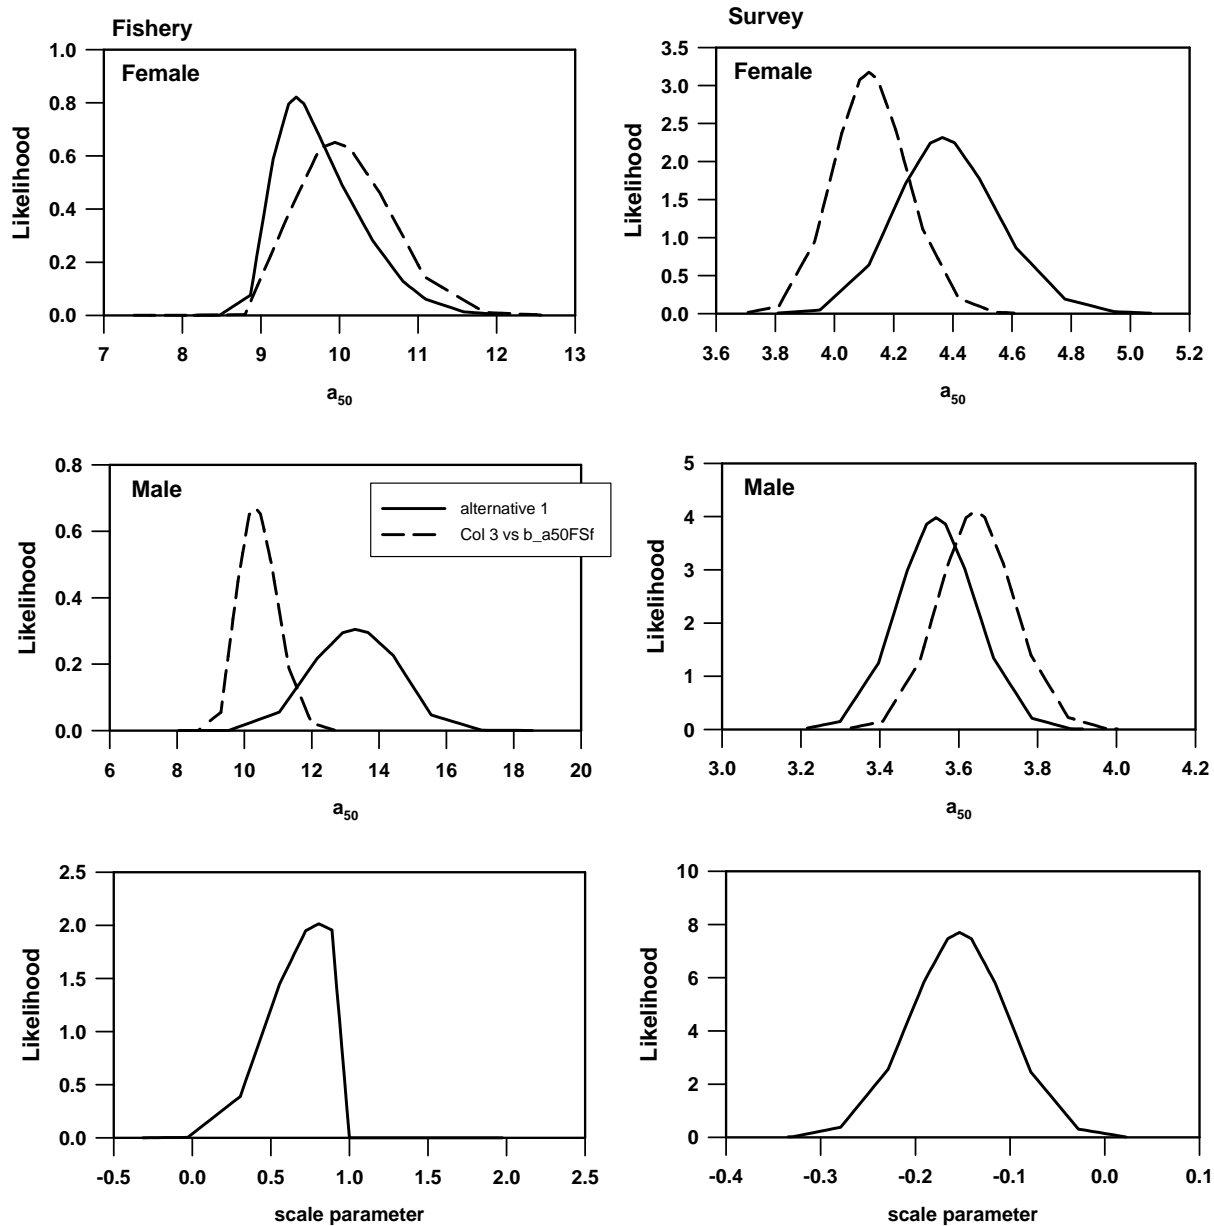 Fishery
Female
Likelihood
1.0
0.8
0.6
0.4
0.2
0.0
7 8 9 10 11 12 13
a50
Survey
Female
Likelihood
3.5
3.0
2.5
2.0
1.5
1.0
0.5
0.0
3.6 3.8 4.0 4.2 4.4 4.6 4.8 5.0 5.2
a50
Male
Likelihood
0.8
0.6
0.4
0.2
0.0
6 8 10 12 14 16 18 20
a50
alternative 1
Col 3 vs b_a50FSf
Male
Likelihood
5
4
3
2
1
0
3.0 3.2 3.4 3.6 3.8 4.0 4.2
a50
Likelihood
2.5
2.0
1.5
1.0
0.5
0.0
-0.5 0.0 0.5 1.0 1.5 2.0 2.5
scale parameter
Likelihood
10
8
6
4
2
0
-0.4 -0.3 -0.2 -0.1 0.0 0.1
scale parameter